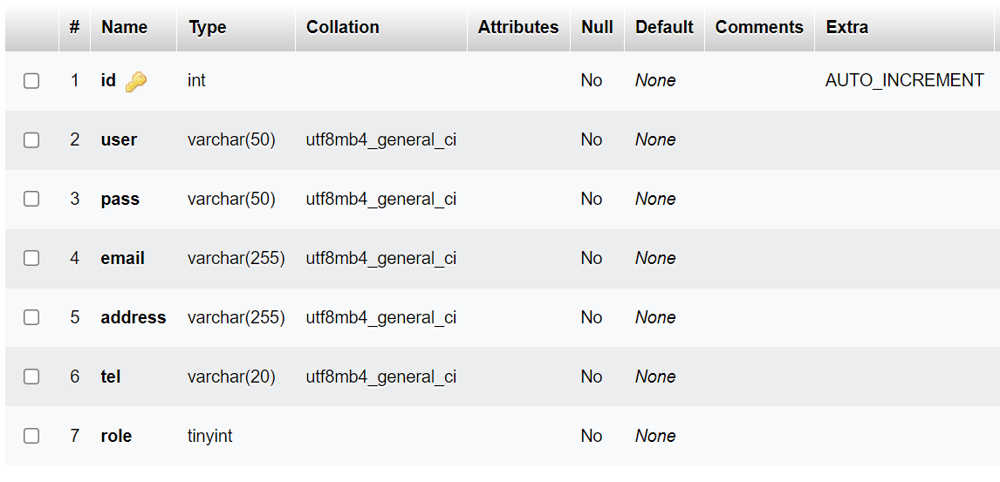 # Name Type Collation Attributes Null Default Comments Extra
1 id int No None AUTO_INCREMENT
2 user varchar(50) utf8mb4_general_ci No None
3 pass varchar(50) utf8mb4_general_ci No None
4 email varchar(255) utf8mb4_general_ci No None
5 address varchar(255) utf8mb4_general_ci No None
6 tel varchar(20) utf8mb4_general_ci No None
7 role tinyint No None